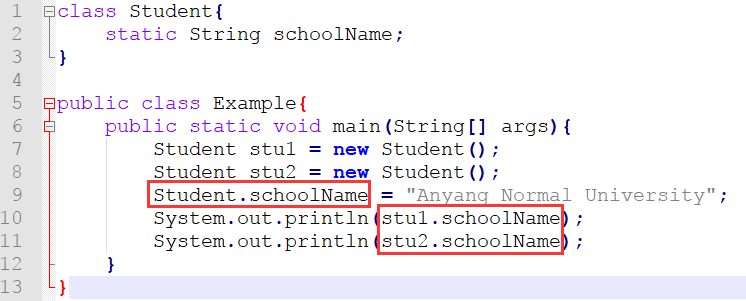 1 class Student{
2     static String schoolName;
3 }
4
5 public class Example{
6     public static void main(String[] args){
7         Student stu1 = new Student();
8         Student stu2 = new Student();
9         Student.schoolName = "Anyang Normal University";
10         System.out.println(stu1.schoolName);
11         System.out.println(stu2.schoolName);
12     }
13 }